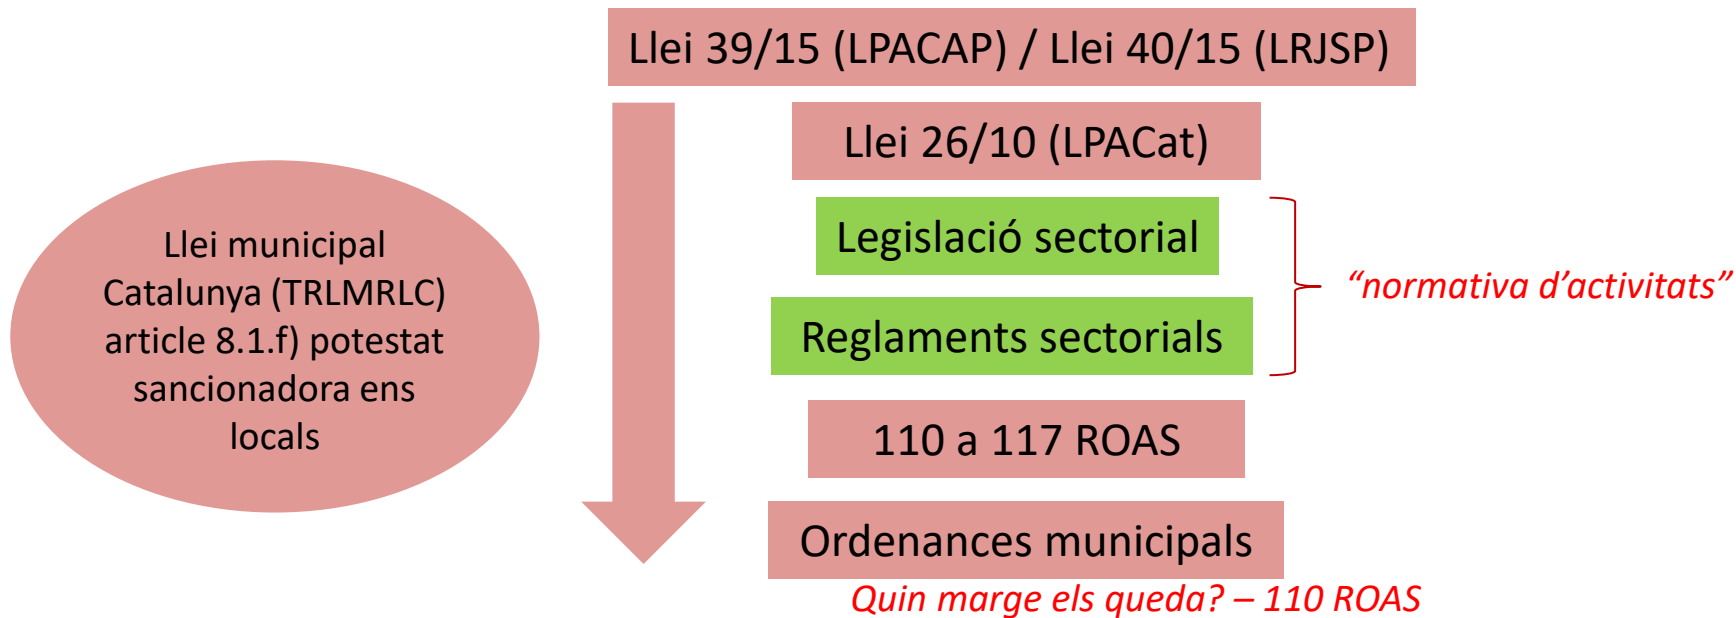 Llei 39/15 (LPACAP) / Llei 40/15 (LRJSP)
Llei 26/10 (LPACat)
Legislació sectorial
Reglaments sectorials
“normativa d’activitats”
110 a 117 ROAS
Ordenances municipals
Quin marge els queda? – 110 ROAS
Llei municipal
Catalunya (TRLMRLC)
article 8.1.f) potestat
sancionadora ens
locals